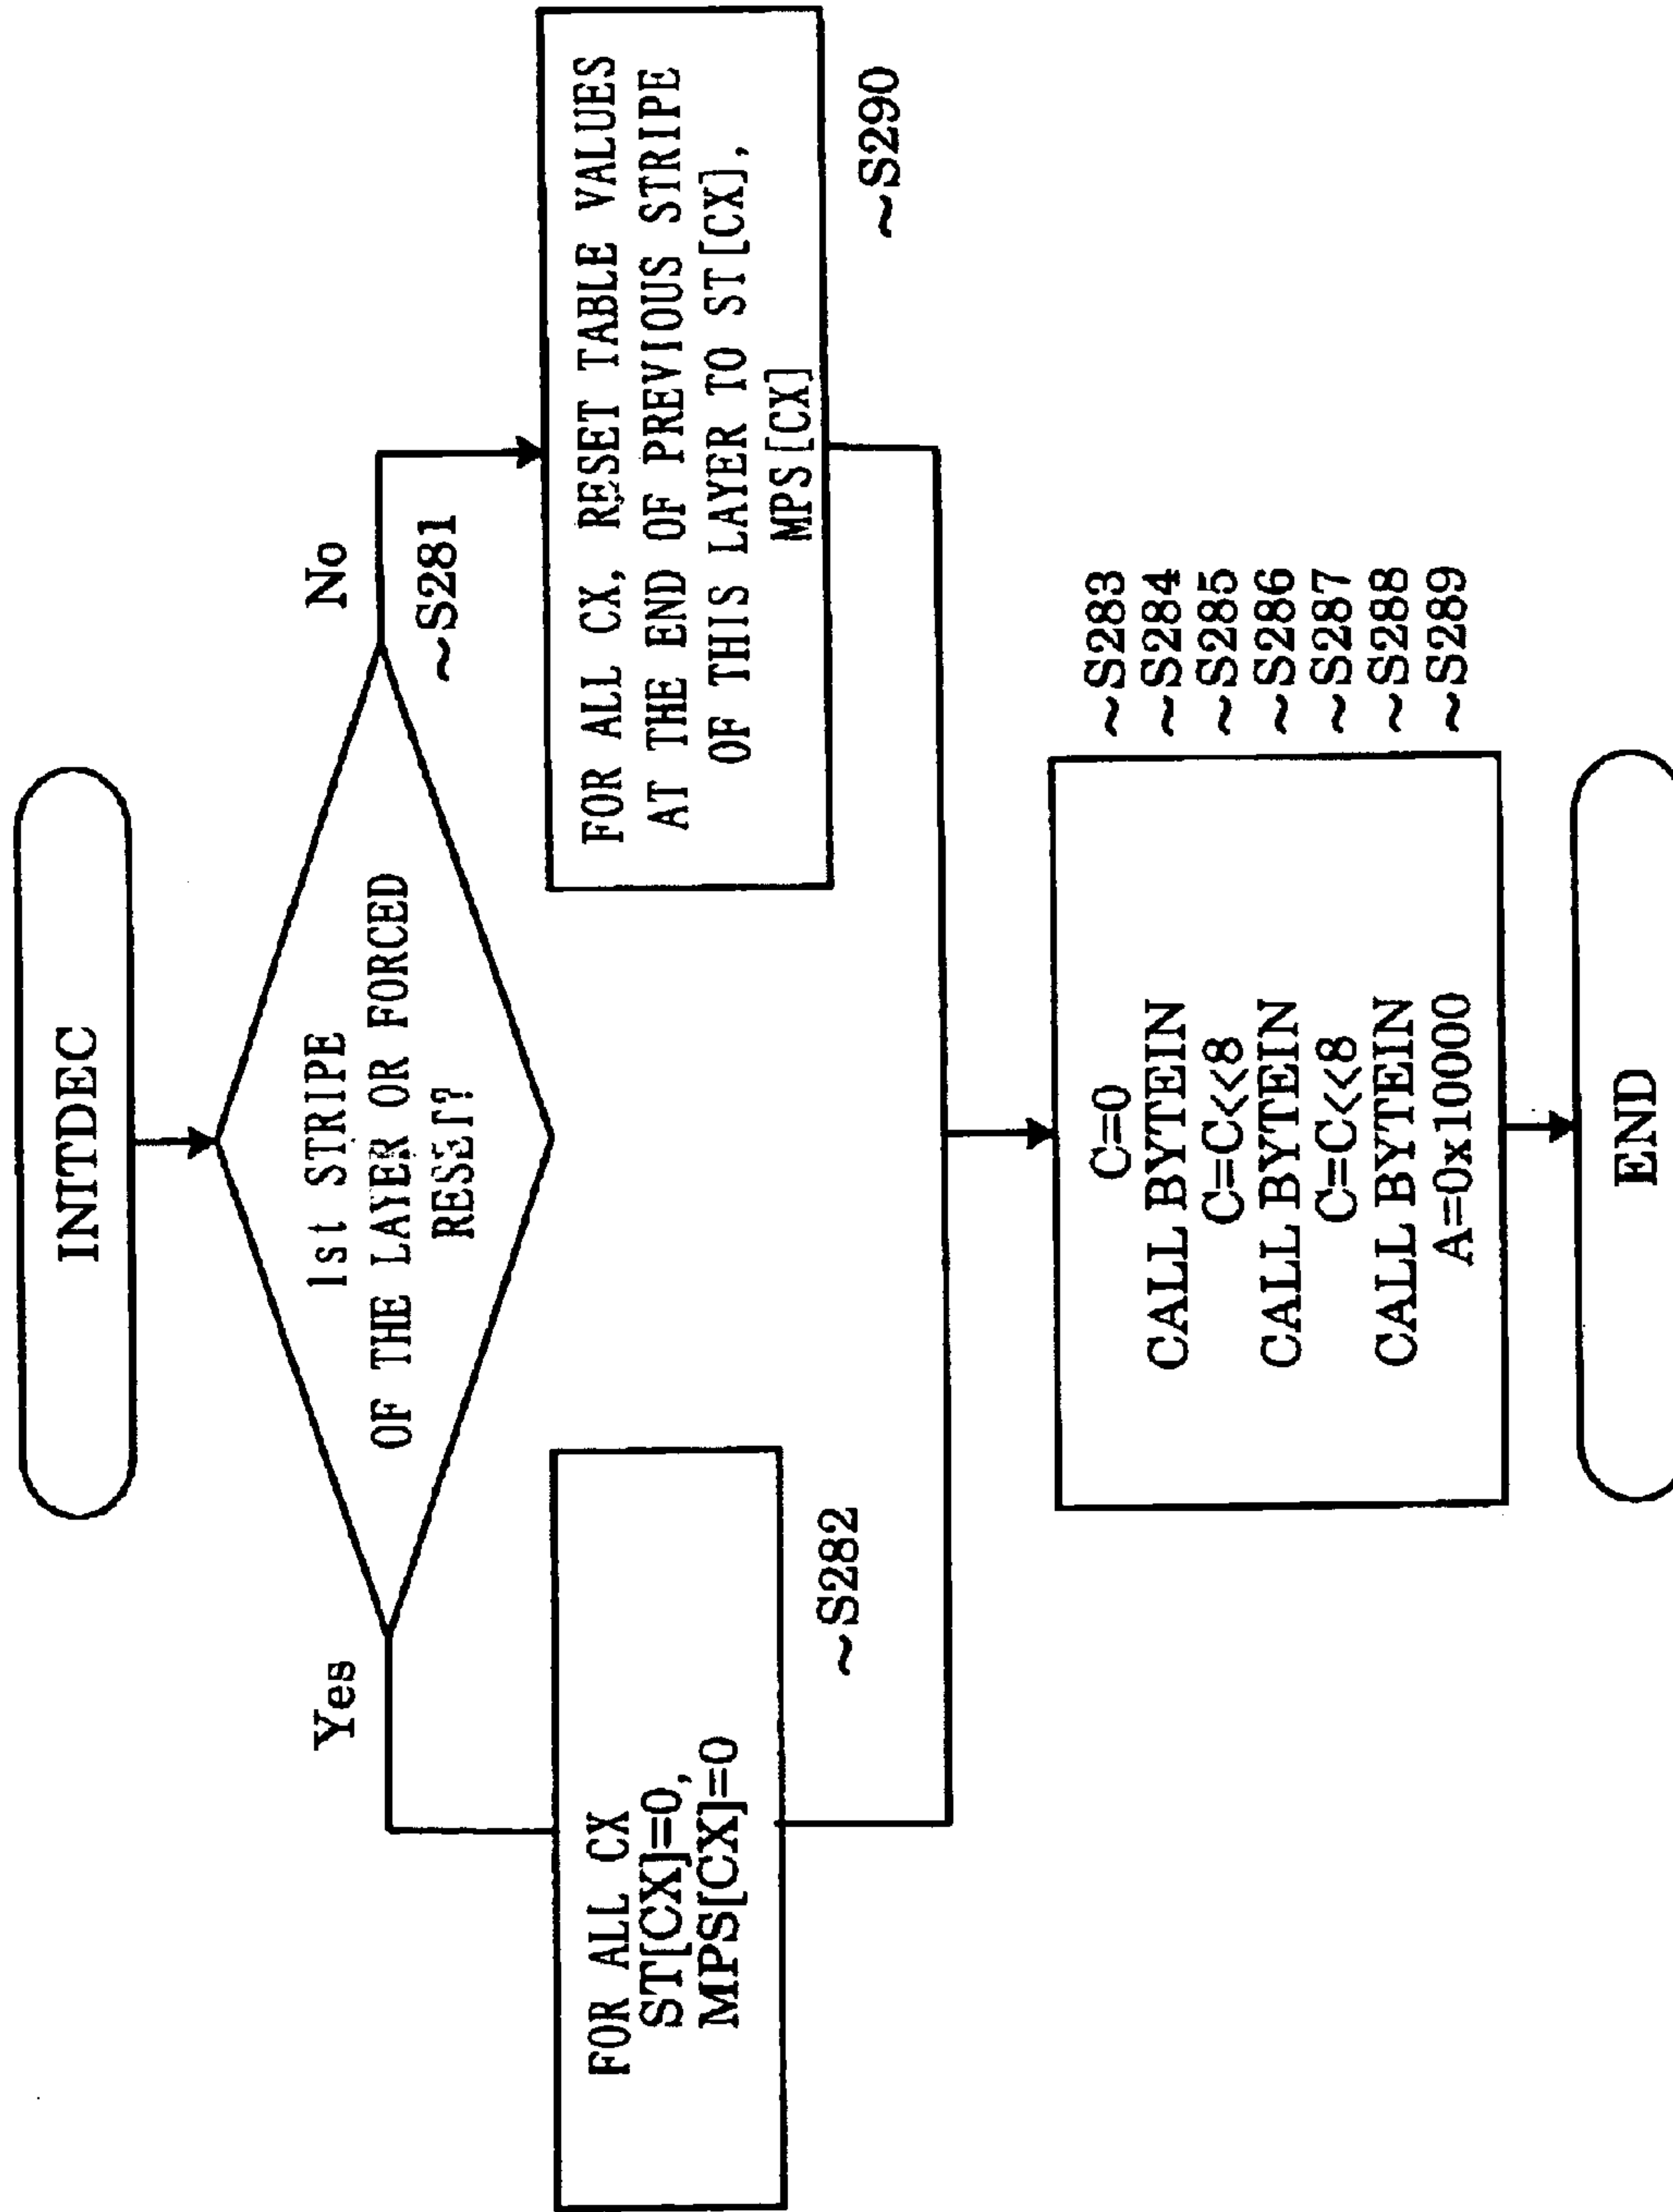 INITDEC
1st STRIPE
OF THE LAYER OR FORCED
RESET?
~S281
Yes
No
FOR ALL CX
ST[CX]=0,
MPS[CX]=0
~S282
FOR ALL CX, RESET TABLE VALUES
AT THE END OF PREVIOUS STRIPE
OF THIS LAYER TO ST[CX],
MPS[CX]
~S290
C=0 ~S283
CALL BYTEIN ~S284
C=C<<8 ~S285
CALL BYTEIN ~S286
C=C<<8 ~S287
CALL BYTEIN ~S288
A=0x10000 ~S289
END